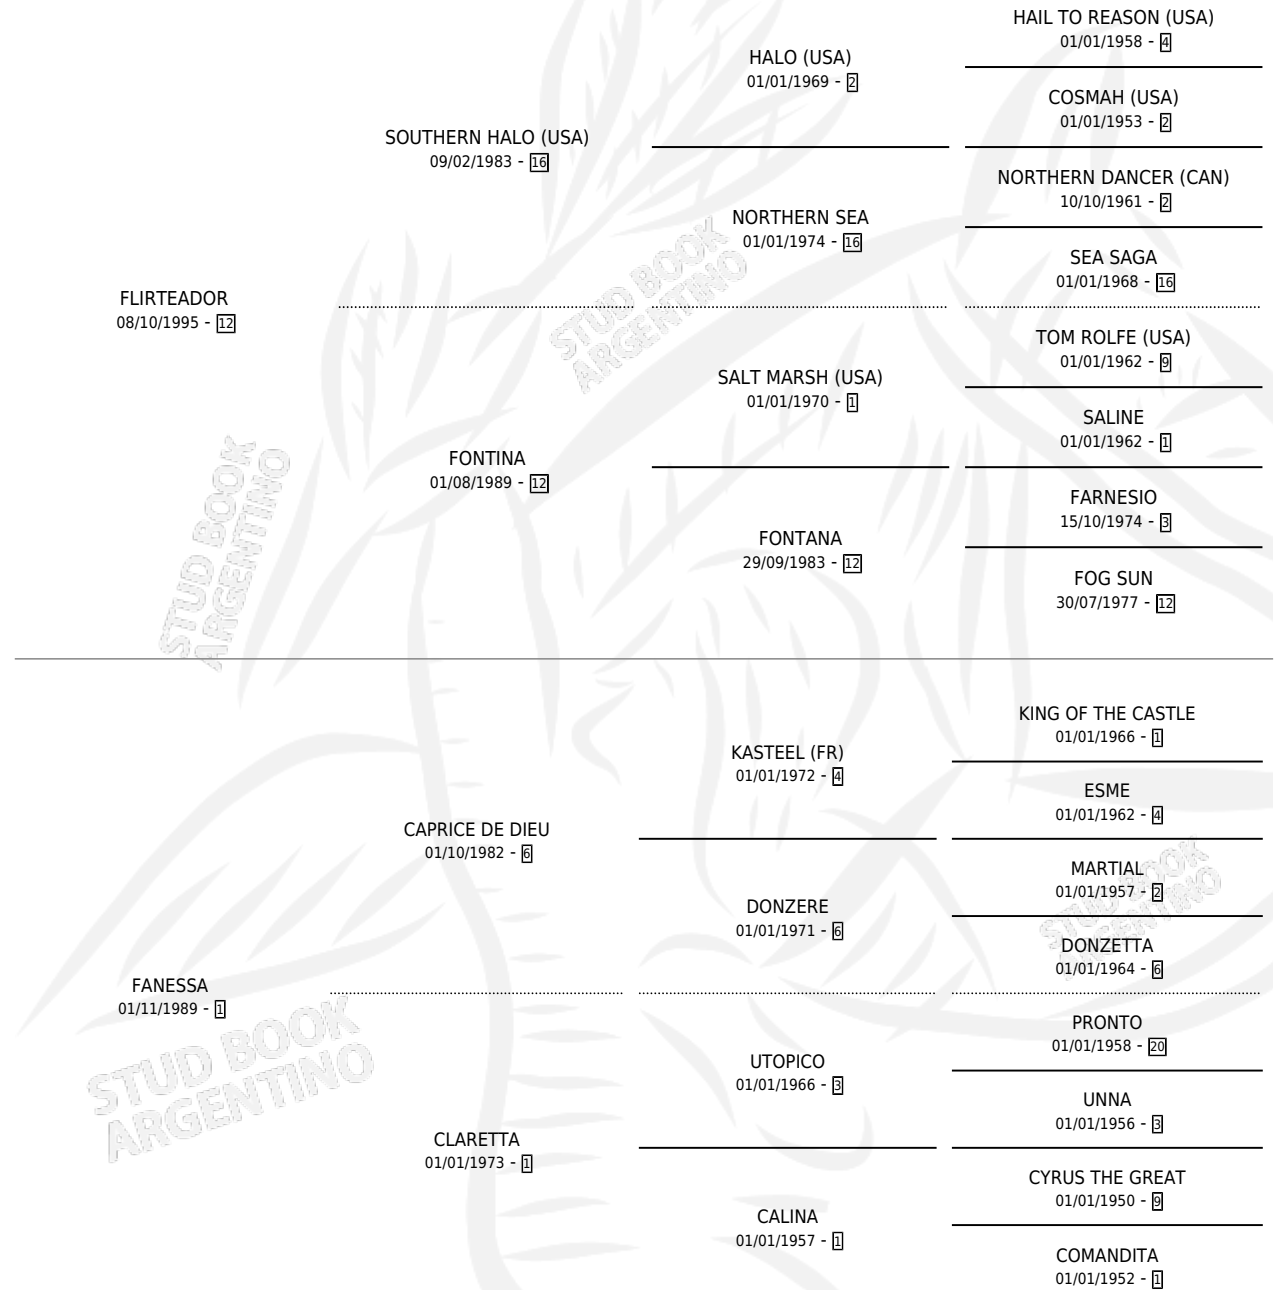 HAIL TO REASON (USA)
01/01/1958 - 4
HALO (USA)
01/01/1969 - 2
COSMAH (USA)
01/01/1953 - 2
SOUTHERN HALO (USA)
09/02/1983 - 16
NORTHERN DANCER (CAN)
10/10/1961 - 2
NORTHERN SEA
01/01/1974 - 16
SEA SAGA
01/01/1968 - 16
STUD BOOK
ARGENTINO
FLIRTEADOR
08/10/1995 - 12
TOM ROLFE (USA)
01/01/1962 - 9
SALT MARSH (USA)
01/01/1970 - 1
SALINE
01/01/1962 - 1
FONTINA
01/08/1989 - 12
FARNESIO
15/10/1974 - 3
FONTANA
29/09/1983 - 12
FOG SUN
30/07/1977 - 12
STUD BOOK
ARGENTINO
KING OF THE CASTLE
01/01/1966 - 1
KASTEEL (FR)
01/01/1972 - 4
ESME
01/01/1962 - 4
CAPRICE DE DIEU
01/10/1982 - 6
MARTIAL
01/01/1957 - 2
DONZERE
01/01/1971 - 6
DONZETTA
01/01/1964 - 6
STUD BOOK
ARGENTINO
FANESSA
01/11/1989 - 1
PRONTO
01/01/1958 - 20
UTOPICO
01/01/1966 - 3
UNNA
01/01/1956 - 3
STUD BOOK
ARGENTINO
CLARETTA
01/01/1973 - 1
CYRUS THE GREAT
01/01/1950 - 9
CALINA
01/01/1957 - 1
COMANDITA
01/01/1952 - 1